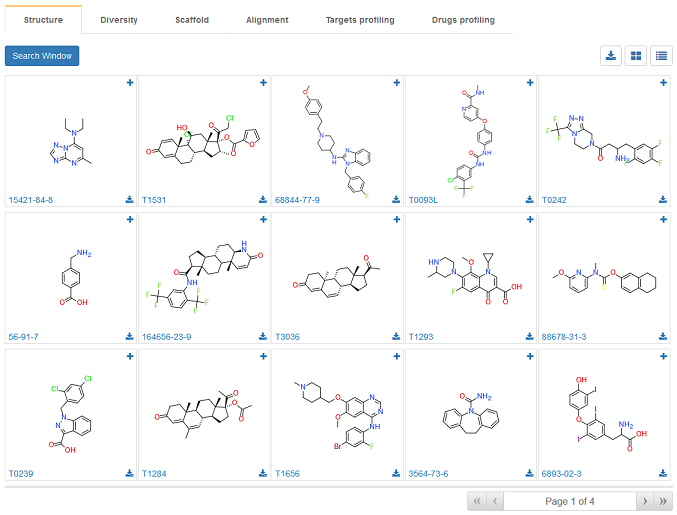 Structure Diversity Scaffold Alignment Targets profiling Drugs profiling
Search Window
15421-84-8 T1531 68844-77-9 T0093L T0242
56-91-7 164656-23-9 T3036 T1293 88678-31-3
T0239 T1284 T1656 3564-73-6 6893-02-3
Page 1 of 4